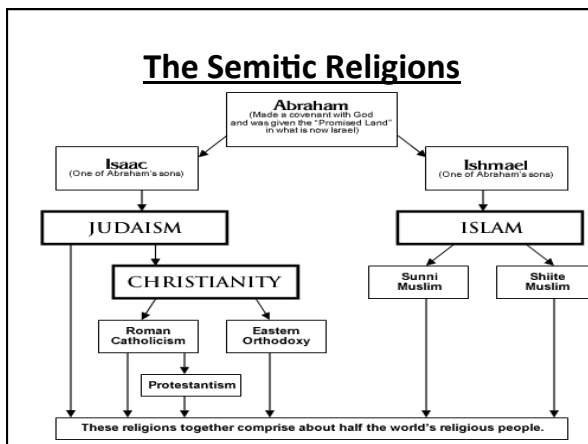 The Semitic Religions
Abraham
(Made a covenant with God
and was given the "Promised Land"
in what is now Israel)
Isaac
(One of Abraham's sons)
Ishmael
(One of Abraham's sons)
JUDAISM
ISLAM
CHRISTIANITY
Sunni
Muslim
Shiite
Muslim
Roman
Catholicism
Eastern
Orthodoxy
Protestantism
These religions together comprise about half the world's religious people.